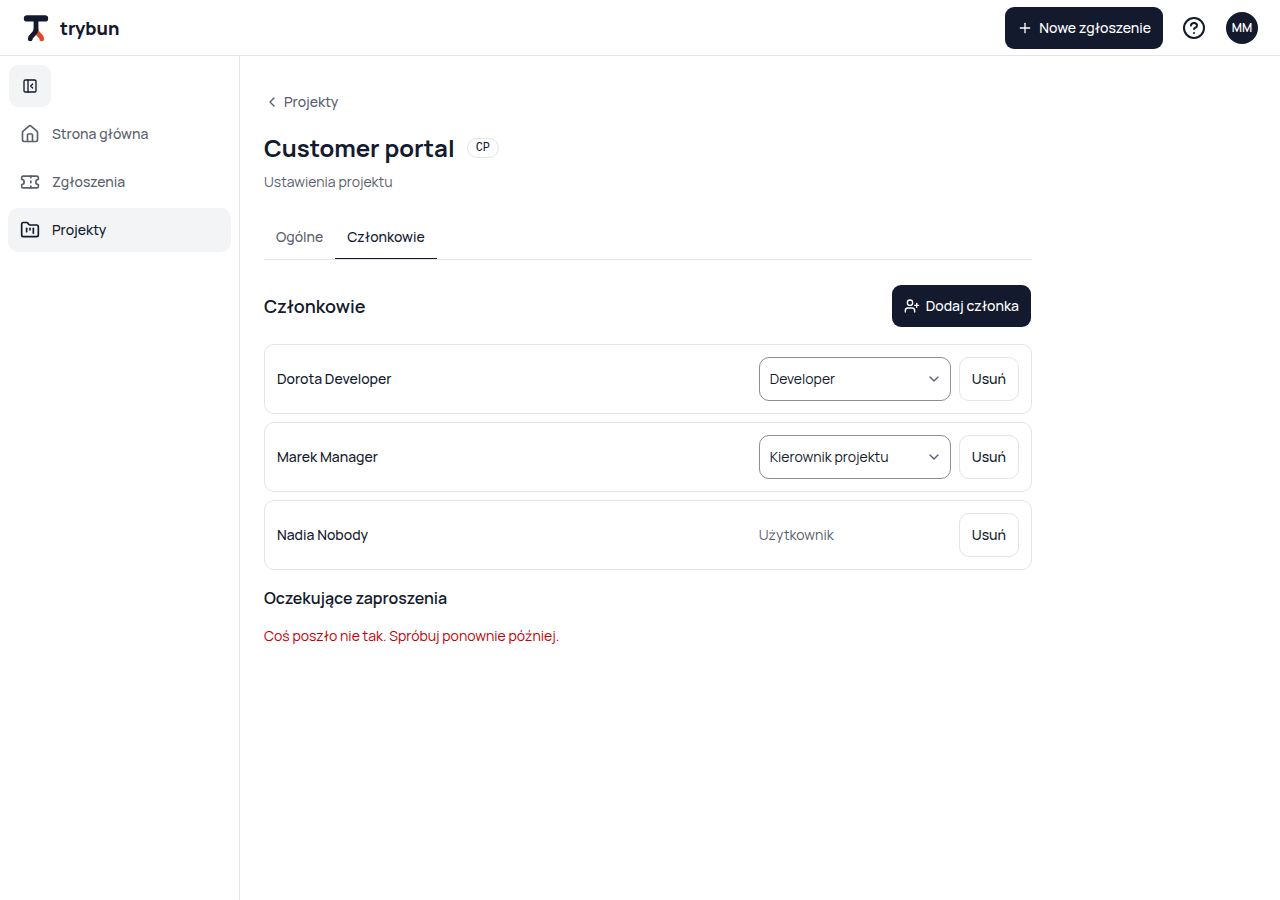 trybun
Nowe zgłoszenie
MM
Strona główna
Zgłoszenia
Projekty
Projekty
Customer portal CP
Ustawienia projektu
Ogólne Członkowie
Członkowie
Dodaj członka
Dorota Developer Developer Usuń
Marek Manager Kierownik projektu Usuń
Nadia Nobody Użytkownik Usuń
Oczekujące zaproszenia
Coś poszło nie tak. Spróbuj ponownie później.